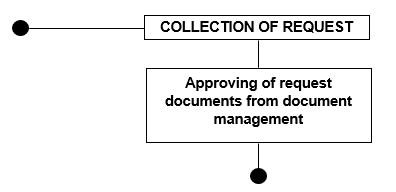 COLLECTION OF REQUEST
Approving of request
documents from document
management